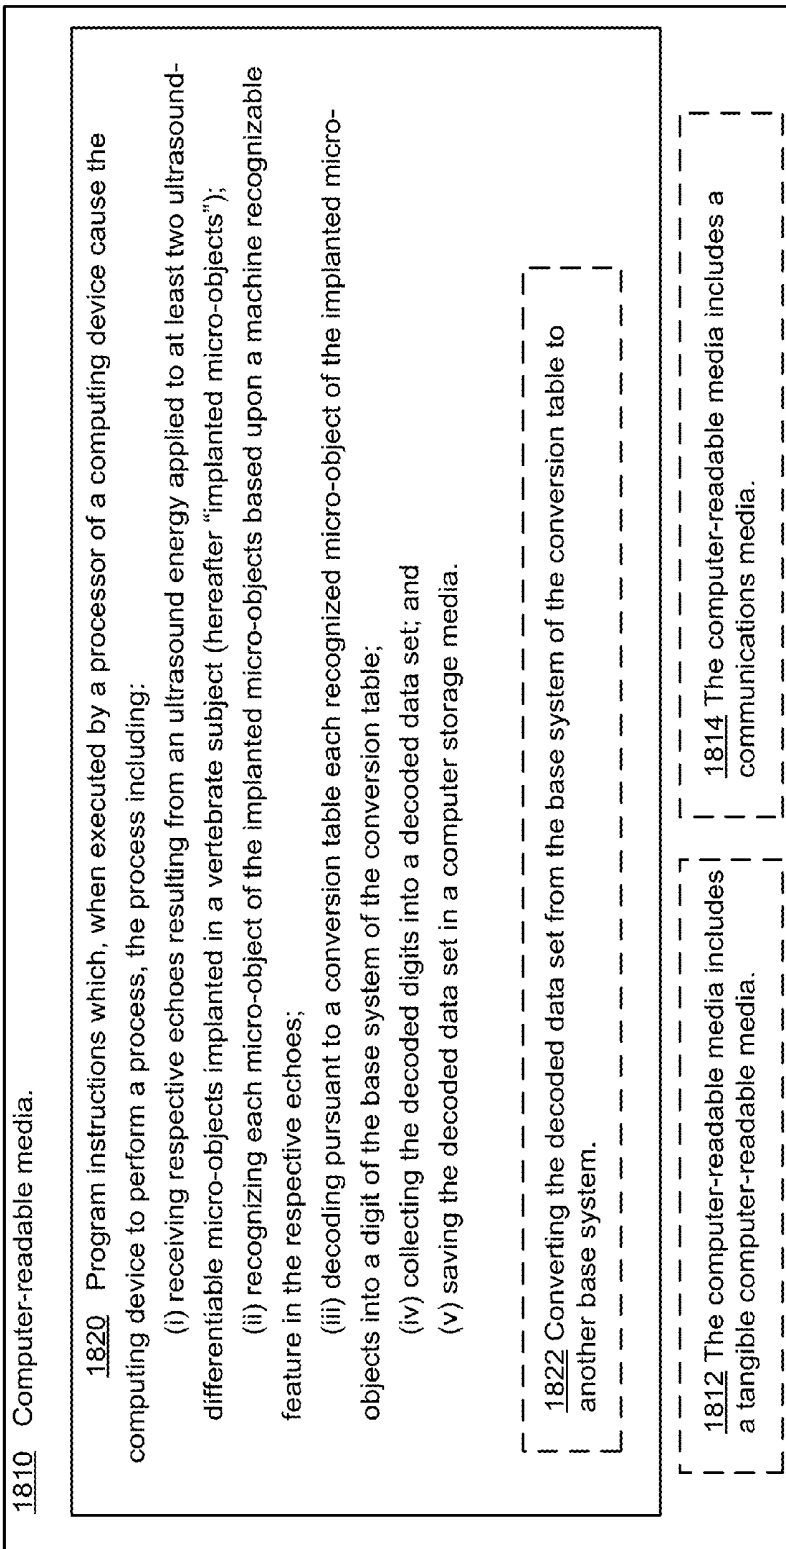 1810 Computer-readable media.
1820 Program instructions which, when executed by a processor of a computing device cause the
computing device to perform a process, the process including:
(i) receiving respective echoes resulting from an ultrasound energy applied to at least two ultrasound-
differentiable micro-objects implanted in a vertebrate subject (hereafter “implanted micro-objects”);
(ii) recognizing each micro-object of the implanted micro-objects based upon a machine recognizable
feature in the respective echoes;
(iii) decoding pursuant to a conversion table each recognized micro-object of the implanted micro-
objects into a digit of the base system of the conversion table;
(iv) collecting the decoded digits into a decoded data set; and
(v) saving the decoded data set in a computer storage media.
1822 Converting the decoded data set from the base system of the conversion table to
another base system.
1812 The computer-readable media includes
a tangible computer-readable media.
1814 The computer-readable media includes a
communications media.